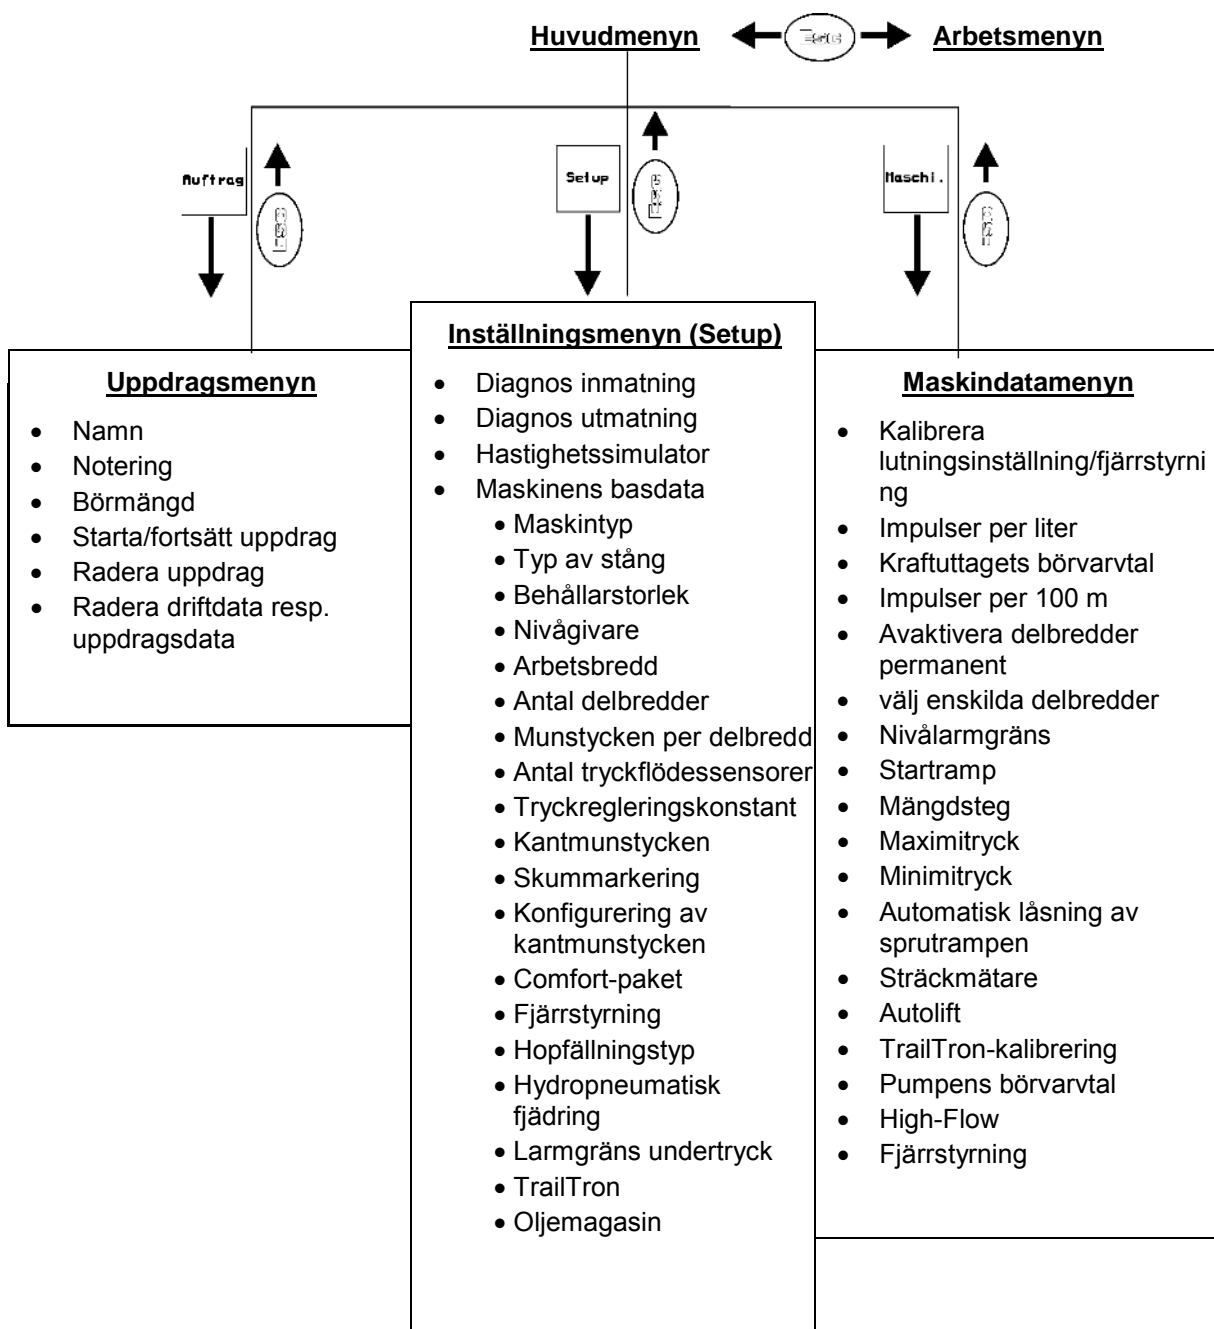 Huvudmenyn
Esc
Arbetsmenyn
Auftrag
Esc
Setup
Esc
Maschi.
Esc
Uppdragsmenyn
• Namn
• Notering
• Börmängd
• Starta/fortsätt uppdrag
• Radera uppdrag
• Radera driftdata resp.
uppdragsdata
Inställningsmenyn (Setup)
• Diagnos inmatning
• Diagnos utmatning
• Hastighetssimulator
• Maskinens basdata
• Maskintyp
• Typ av stång
• Behållarstorlek
• Nivågivare
• Arbetsbredd
• Antal delbredder
• Munstycken per delbredd
• Antal tryckflödessensorer
• Tryckregleringskonstant
• Kantmunstycken
• Skummarkering
• Konfigurering av
kantmunstycken
• Comfort-paket
• Fjärrstyrning
• Hopfällningstyp
• Hydropneumatisk
fjädring
• Larmgräns undertryck
• TrailTron
• Oljemagasin
Maskindatamenyn
• Kalibrera
lutningsinställning/fjärrstyrni
ng
• Impulser per liter
• Kraftuttagets börvarvtal
• Impulser per 100 m
• Avaktivera delbredder
permanent
• välj enskilda delbredder
• Nivålarmgräns
• Startramp
• Mängdsteg
• Maximitryck
• Minimitryck
• Automatisk låsning av
sprutrampen
• Sträckmätare
• Autolift
• TrailTron-kalibrering
• Pumpens börvarvtal
• High-Flow
• Fjärrstyrning